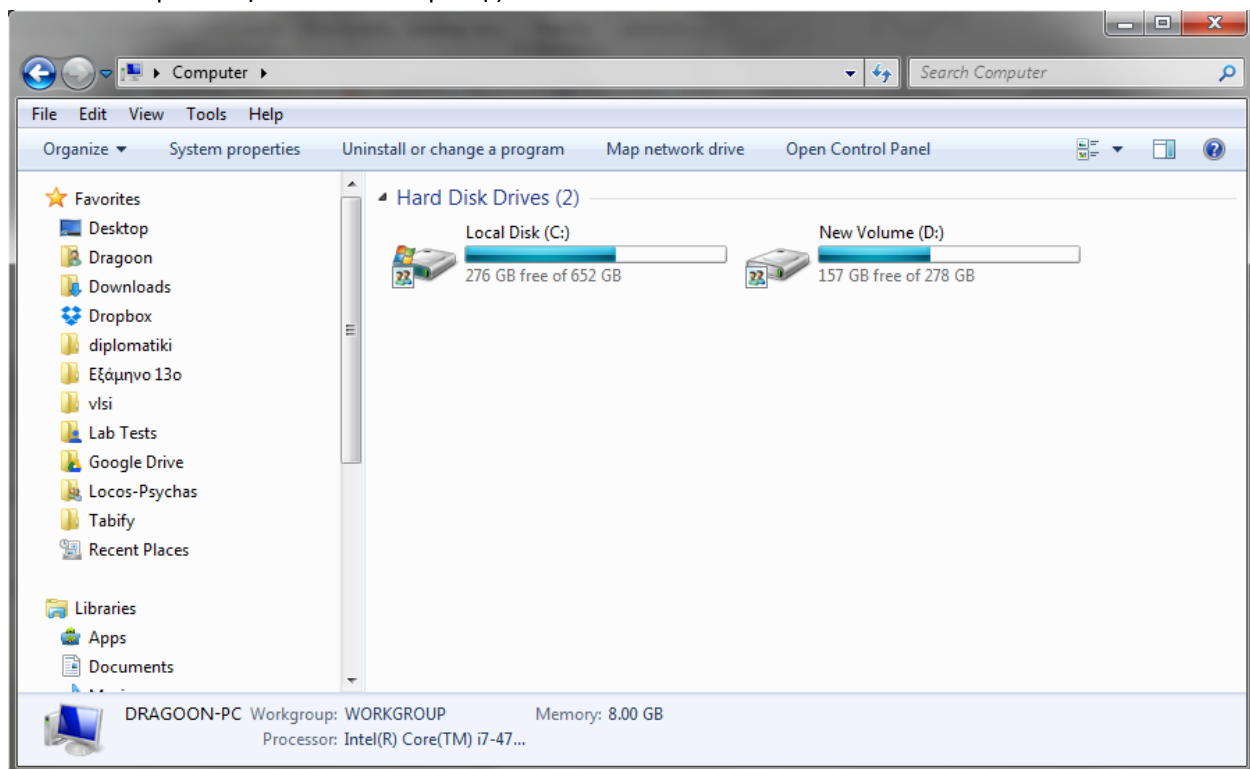 Computer
Search Computer
File Edit View Tools Help
Organize System properties Uninstall or change a program Map network drive Open Control Panel
Favorites
Desktop
Dragoon
Downloads
Dropbox
diplomatiki
Εξάμηνο 13ο
vlsi
Lab Tests
Google Drive
Locos-Psychas
Tabify
Recent Places
Libraries
Apps
Documents
Hard Disk Drives (2)
Local Disk (C:)
276 GB free of 652 GB
New Volume (D:)
157 GB free of 278 GB
DRAGOON-PC Workgroup: WORKGROUP Memory: 8.00 GB
Processor: Intel(R) Core(TM) i7-47...